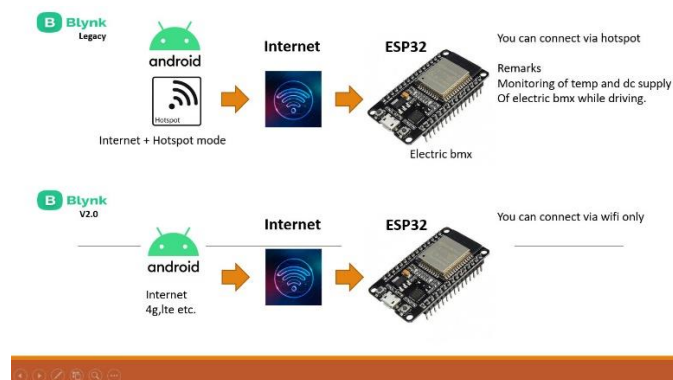 B Blynk
Legacy
android
Hotspot
Internet + Hotspot mode
Internet
ESP32
Electric bmx
You can connect via hotspot
Remarks
Monitoring of temp and dc supply
Of electric bmx while driving.
B Blynk
V2.0
android
Internet
4g,lte etc.
Internet
ESP32
You can connect via wifi only